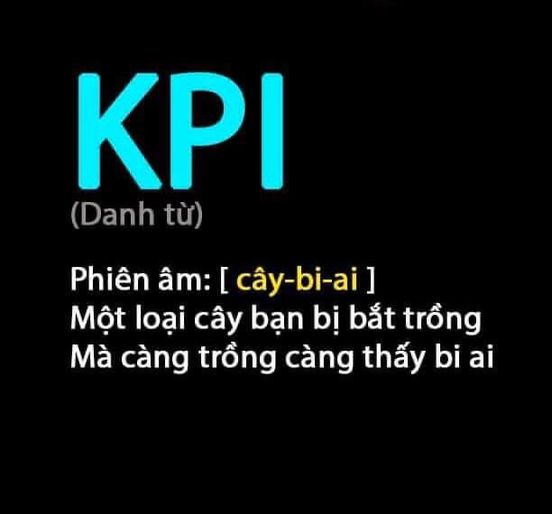 KPI
(Danh từ)
Phiên âm: [ cây-bi-ai ]
Một loại cây bạn bị bắt trồng
Mà càng trồng càng thấy bi ai